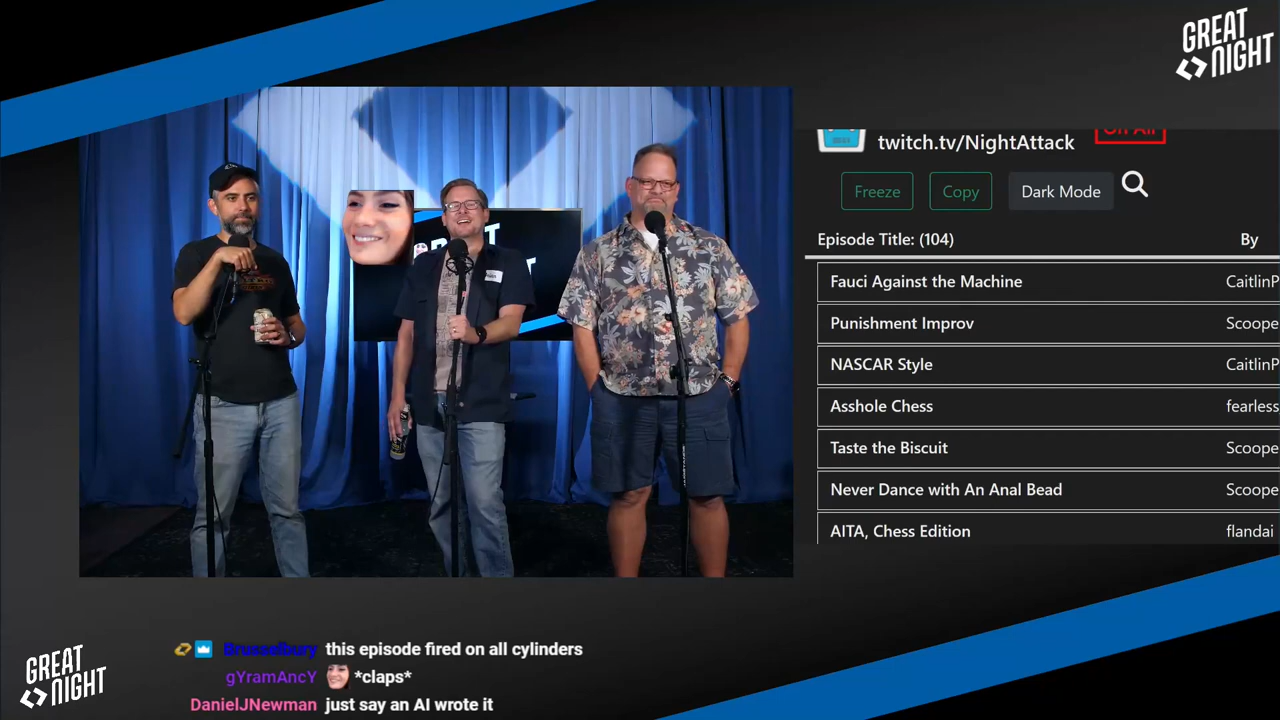 GREAT
NIGHT
twitch.tv/NightAttack
On Air
Freeze
Copy
Dark Mode
Episode Title: (104)
By
Fauci Against the Machine
CaitlinP
Punishment Improv
Scoope
NASCAR Style
CaitlinP
Asshole Chess
fearless
Taste the Biscuit
Scoope
Never Dance with An Anal Bead
Scoope
AITA, Chess Edition
flandai
GREAT
NIGHT
Brusselbury this episode fired on all cylinders
gYramAncY *claps*
DanielJNewman just say an AI wrote it